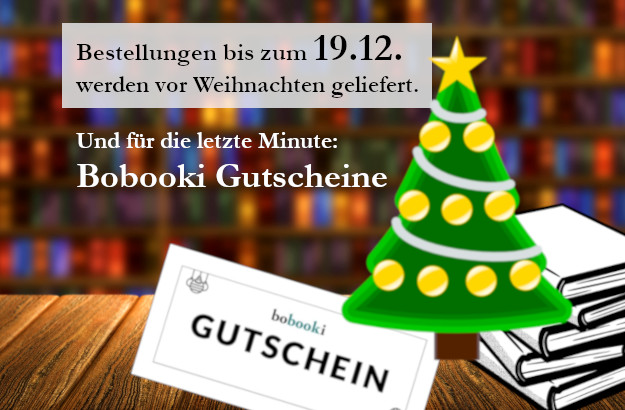 Bestellungen bis zum 19.12.
werden vor Weihnachten geliefert.
Und für die letzte Minute:
Bobooki Gutscheine
bobooki
GUTSCHEIN